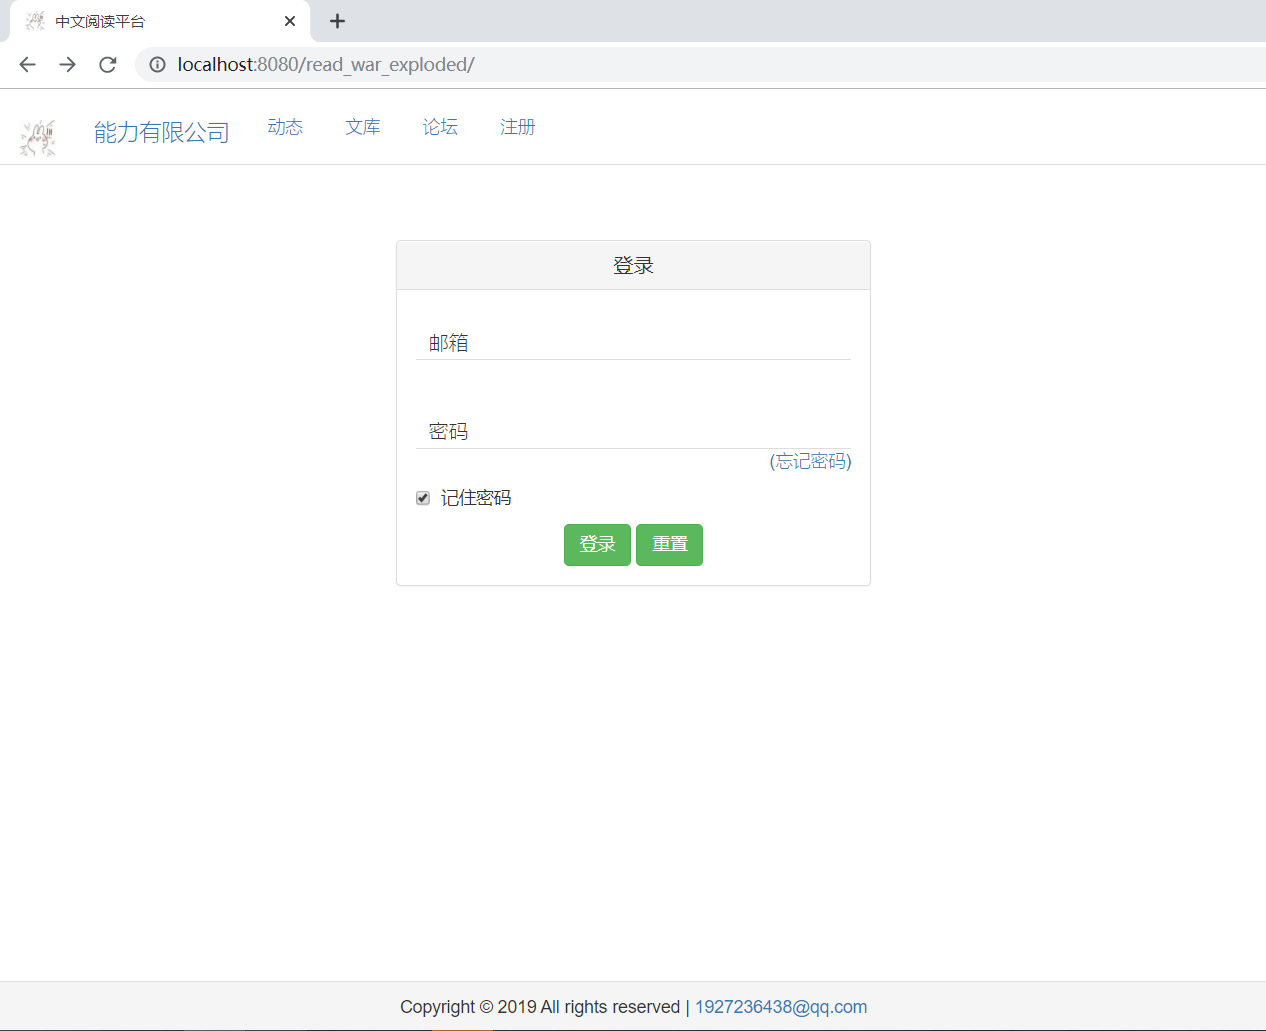 中文阅读平台
localhost:8080/read_war_exploded/
能力有限公司 动态 文库 论坛 注册
登录
邮箱
密码
(忘记密码)
记住密码
登录 重置
Copyright © 2019 All rights reserved | 1927236438@qq.com